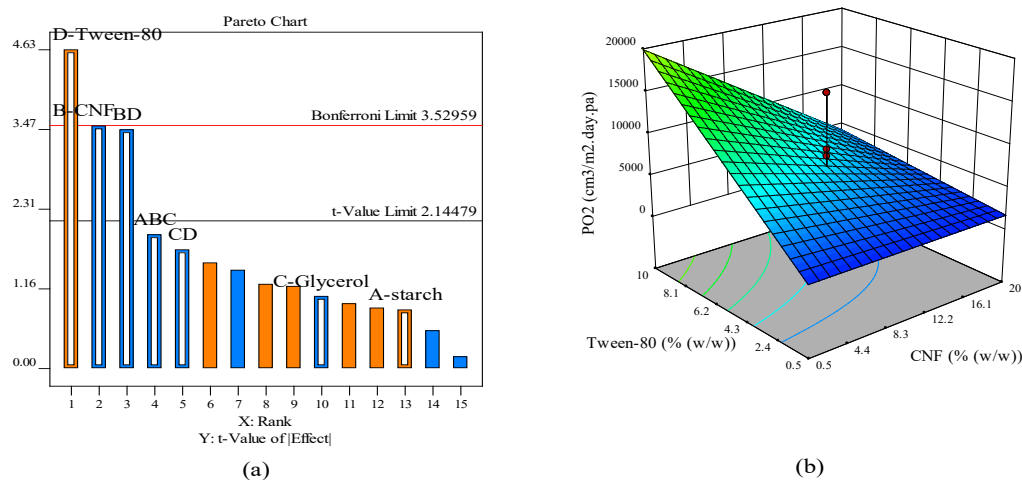 Pareto Chart
D-Tween-80
4.63
B-CNF
BD
3.47
Bonferroni Limit 3.52959
2.31
t-Value Limit 2.14479
ABC
CD
1.16
C-Glycerol
A-starch
0.00
1 2 3 4 5 6 7 8 9 10 11 12 13 14 15
X: Rank
Y: t-Value of |Effect|
(a)
PO2 (cm3/m2.day.pa)
20000
15000
10000
5000
0
10
8.1
6.2
4.3
2.4
0.5
Tween-80 (% (w/w))
0.5
4.4
8.3
12.2
16.1
20
CNF (% (w/w))
(b)